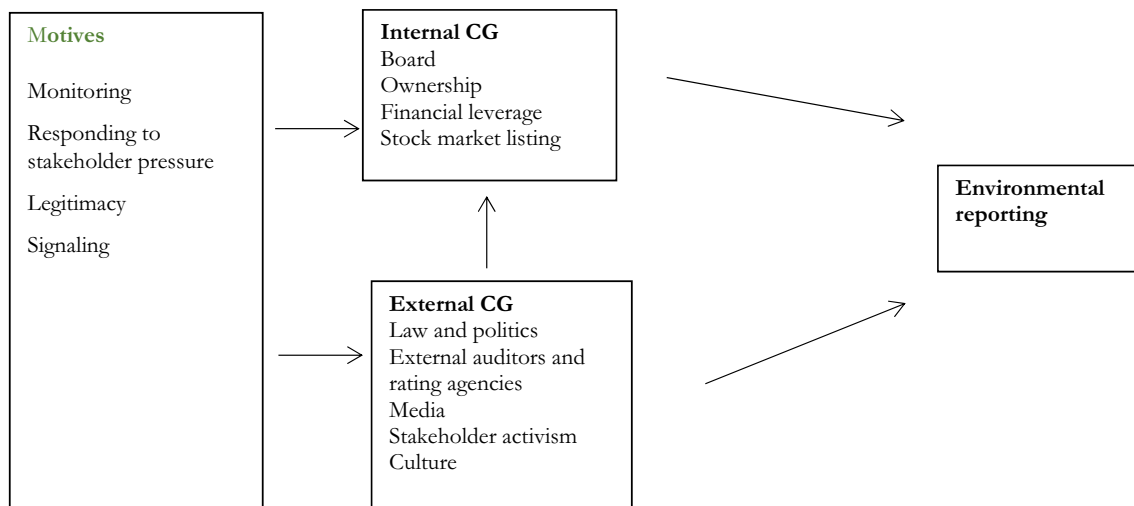 Motives
Monitoring
Responding to
stakeholder pressure
Legitimacy
Signaling
Internal CG
Board
Ownership
Financial leverage
Stock market listing
External CG
Law and politics
External auditors and
rating agencies
Media
Stakeholder activism
Culture
Environmental
reporting